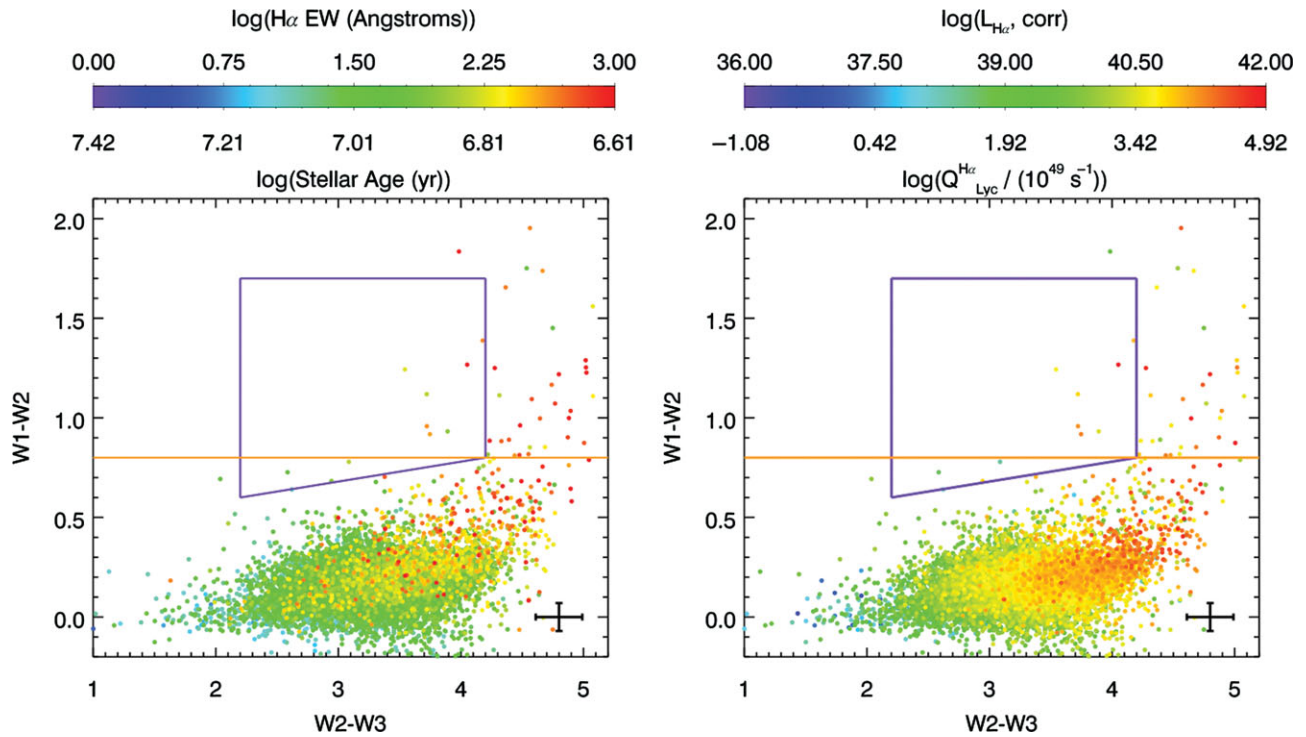 log(Hα EW (Angstroms)
0.00 0.75 1.50 2.25 3.00
7.42 7.21 7.01 6.81 6.61
log(Stellar Age (yr))
2.0
1.5
1.0
0.5
0.0
W1-W2
1 2 3 4 5
W2-W3
log(L_Hα, corr)
36.00 37.50 39.00 40.50 42.00
−1.08 0.42 1.92 3.42 4.92
log(Q^Hα_Lyc / (10^49 s^−1))
2.0
1.5
1.0
0.5
0.0
W1-W2
1 2 3 4 5
W2-W3